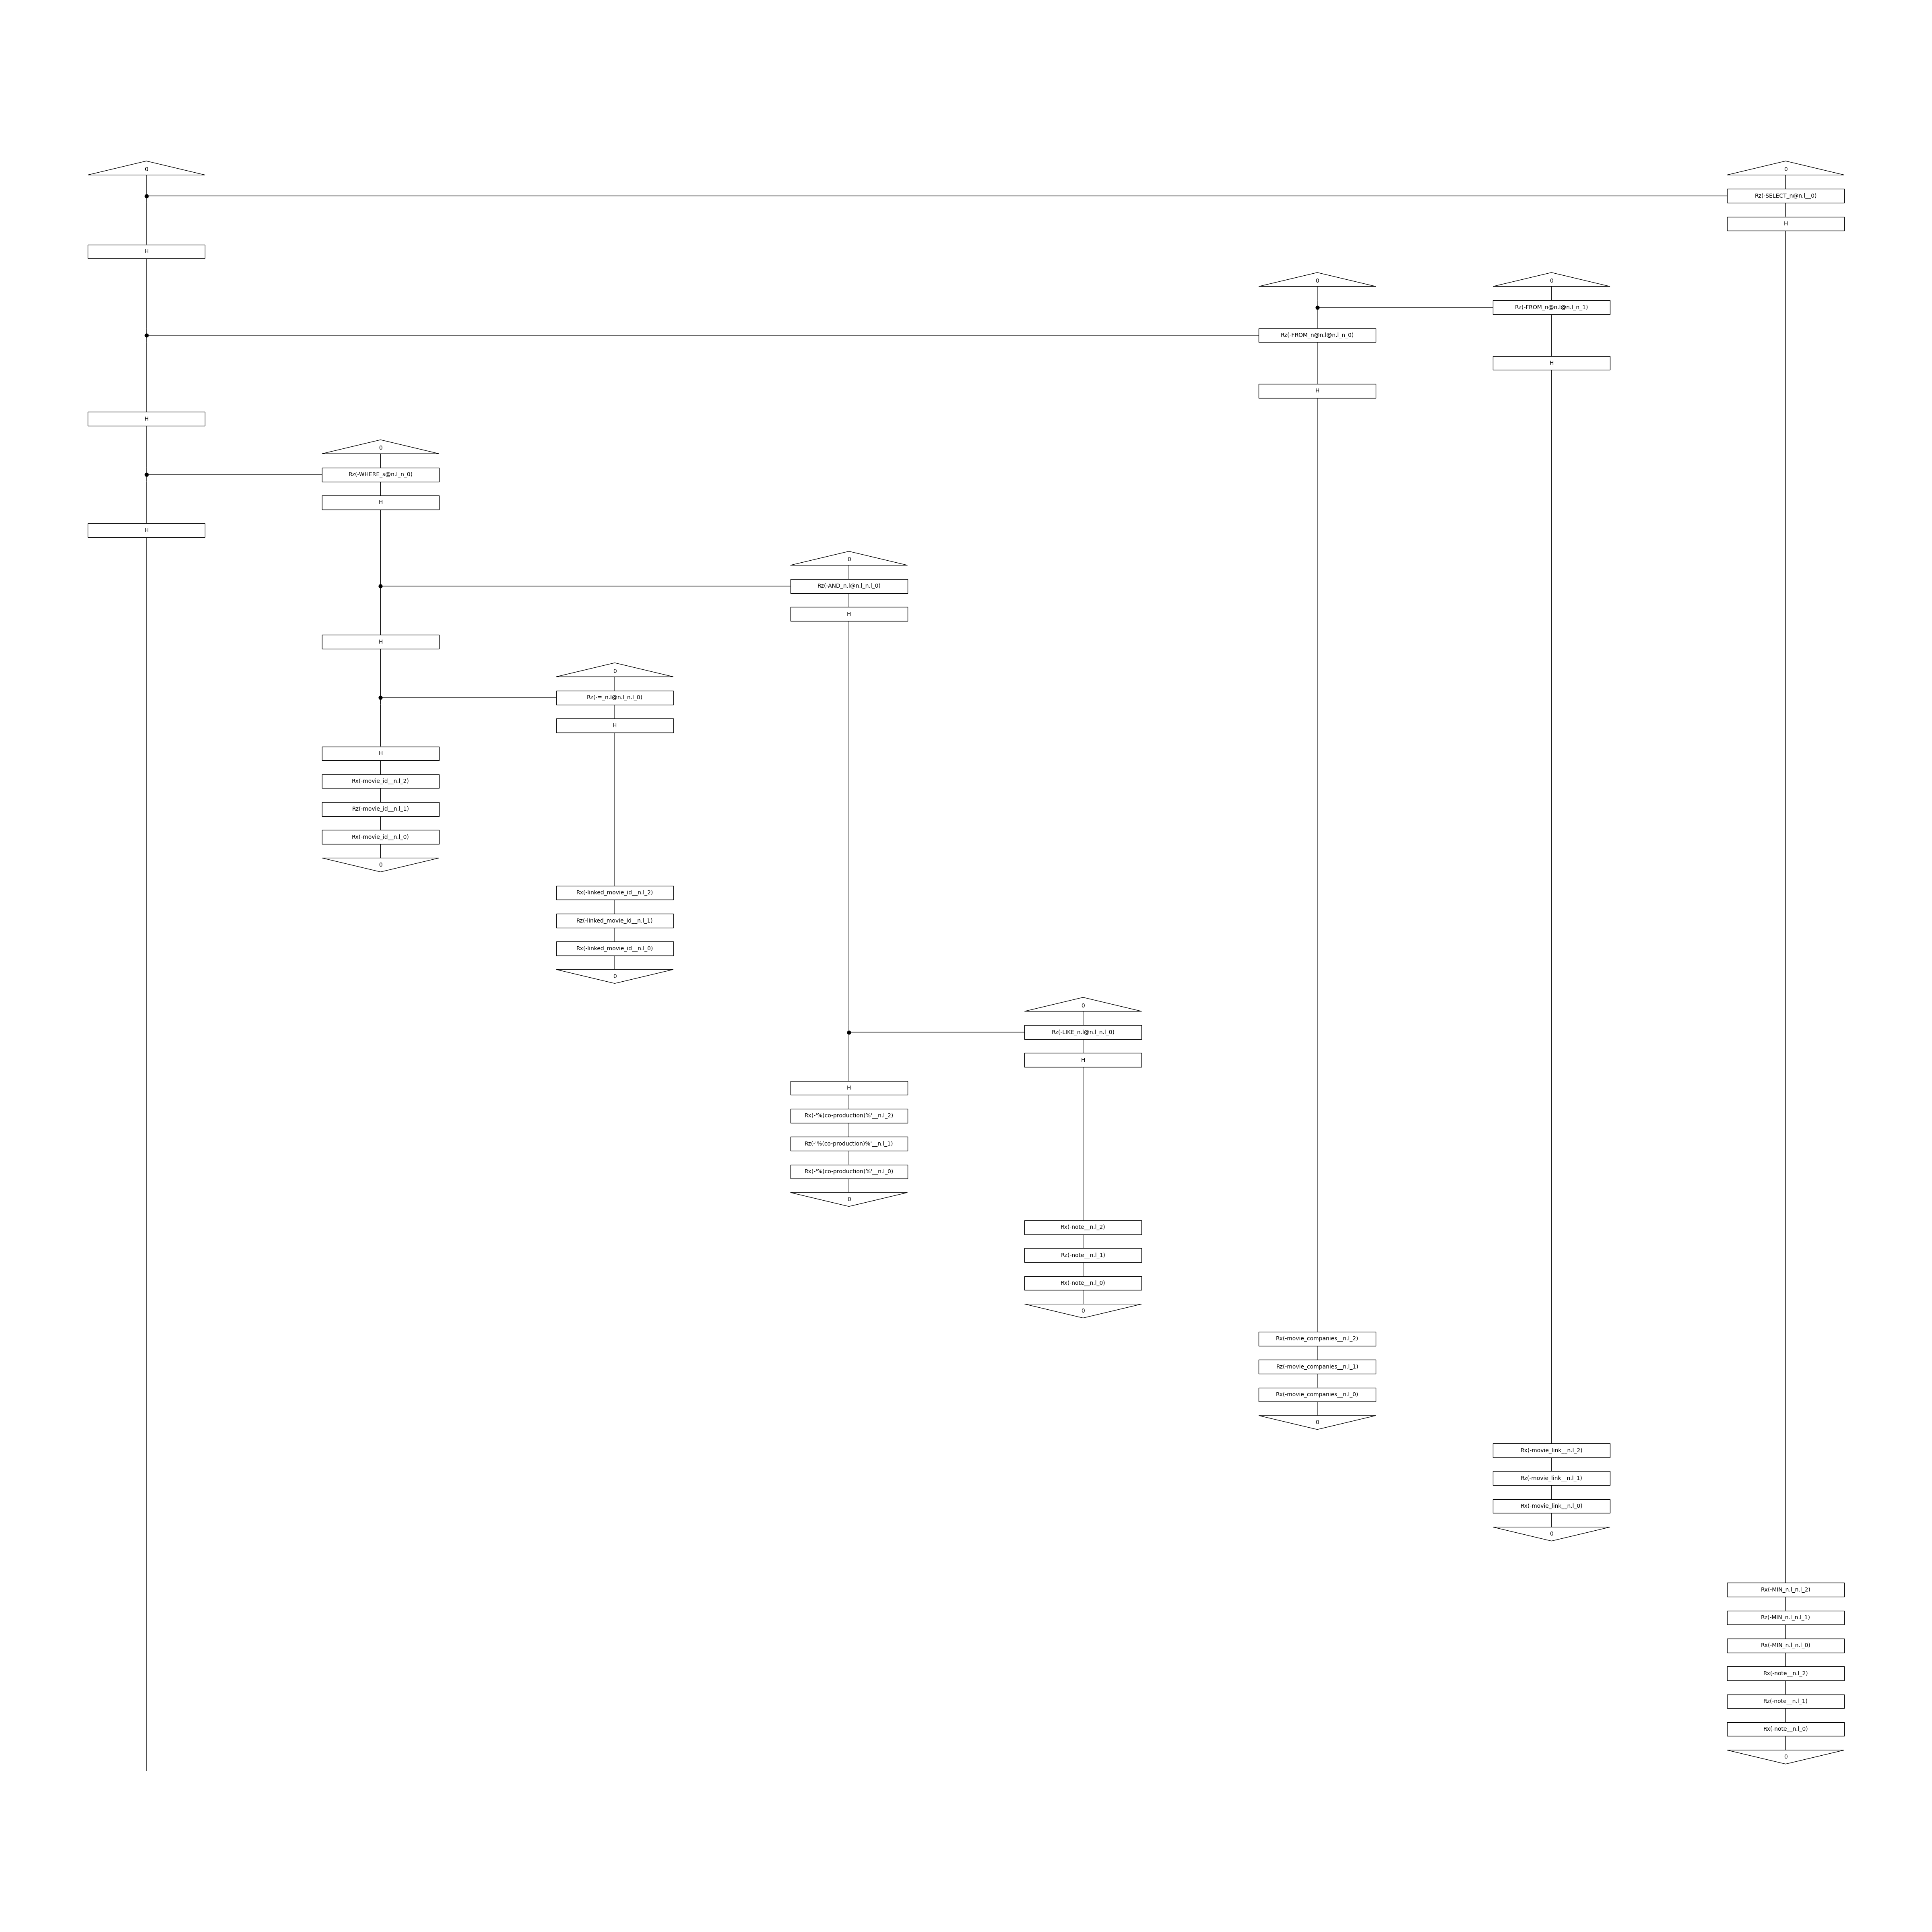 0
0
Rz(-SELECT_n@n.l__0)
H
H
0
0
Rz(-FROM_n@n.l@n.l_n_1)
Rz(-FROM_n@n.l@n.l_n_0)
H
H
H
0
Rz(-WHERE_s@n.l_n_0)
H
H
0
Rz(-AND_n.l@n.l_n.l_0)
H
H
0
Rz(-=_n.l@n.l_n.l_0)
H
H
Rx(-movie_id__n.l_2)
Rz(-movie_id__n.l_1)
Rx(-movie_id__n.l_0)
0
Rx(-linked_movie_id__n.l_2)
Rz(-linked_movie_id__n.l_1)
Rx(-linked_movie_id__n.l_0)
0
0
Rz(-LIKE_n.l@n.l_n.l_0)
H
H
Rx(-'%(co-production)%'__n.l_2)
Rz(-'%(co-production)%'__n.l_1)
Rx(-'%(co-production)%'__n.l_0)
0
Rx(-note__n.l_2)
Rz(-note__n.l_1)
Rx(-note__n.l_0)
0
Rx(-movie_companies__n.l_2)
Rz(-movie_companies__n.l_1)
Rx(-movie_companies__n.l_0)
0
Rx(-movie_link__n.l_2)
Rz(-movie_link__n.l_1)
Rx(-movie_link__n.l_0)
0
Rx(-MIN_n.l_n.l_2)
Rz(-MIN_n.l_n.l_1)
Rx(-MIN_n.l_n.l_0)
Rx(-note__n.l_2)
Rz(-note__n.l_1)
Rx(-note__n.l_0)
0